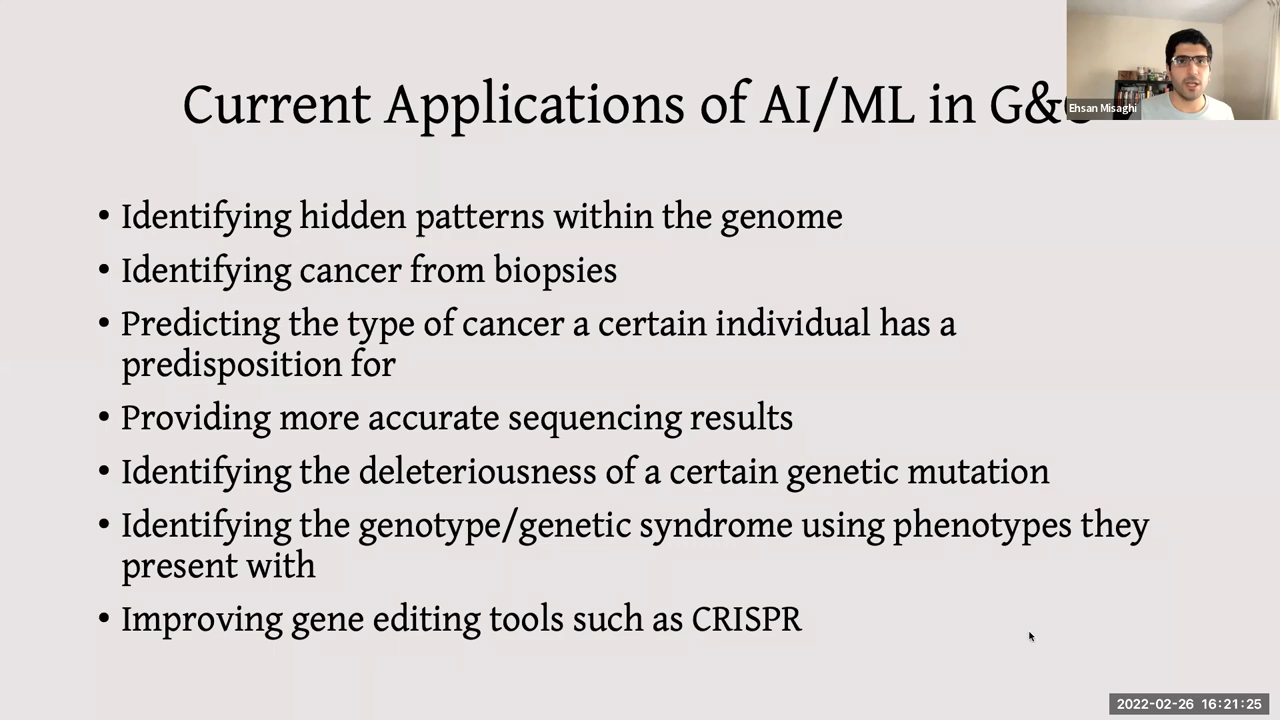 Current Applications of AI/ML in G&
Ehsan Misaghi
• Identifying hidden patterns within the genome
• Identifying cancer from biopsies
• Predicting the type of cancer a certain individual has a
predisposition for
• Providing more accurate sequencing results
• Identifying the deleteriousness of a certain genetic mutation
• Identifying the genotype/genetic syndrome using phenotypes they
present with
• Improving gene editing tools such as CRISPR
2022-02-26 16:21:25